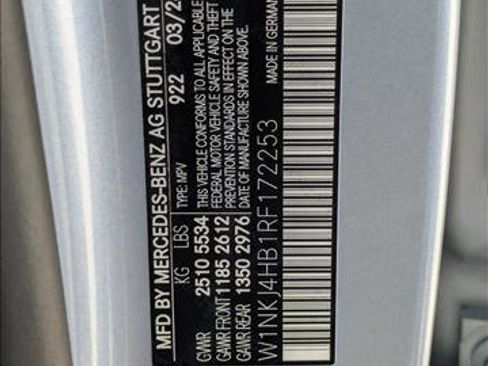 MFD BY MERCEDES-BENZ AG STUTTGART
KG LBS TYPE: MPV 922 03/2
GVWR 2510 5534
GAWR FRONT 1185 2612
GAWR REAR 1350 2976
THIS VEHICLE CONFORMS TO ALL APPLICABLE
FEDERAL MOTOR VEHICLE SAFETY AND THEFT
PREVENTION STANDARDS IN EFFECT ON THE
DATE OF MANUFACTURE SHOWN ABOVE.
W1NKJ4HB1RF172253
MADE IN GERMAN